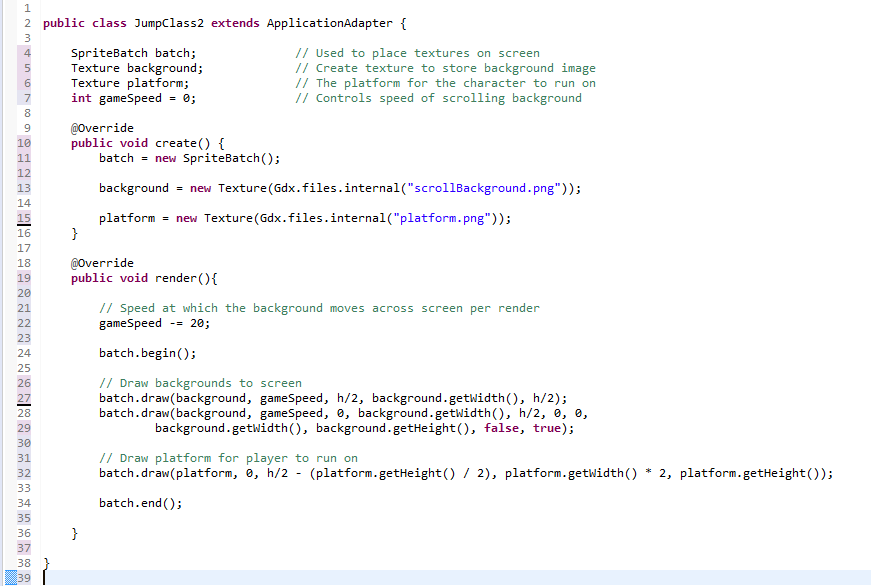 1
2 public class JumpClass2 extends ApplicationAdapter {
3
4     SpriteBatch batch;              // Used to place textures on screen
5     Texture background;             // Create texture to store background image
6     Texture platform;               // The platform for the character to run on
7     int gameSpeed = 0;              // Controls speed of scrolling background
8
9     @Override
10     public void create() {
11         batch = new SpriteBatch();
12
13         background = new Texture(Gdx.files.internal("scrollBackground.png"));
14
15         platform = new Texture(Gdx.files.internal("platform.png"));
16     }
17
18     @Override
19     public void render(){
20
21         // Speed at which the background moves across screen per render
22         gameSpeed -= 20;
23
24         batch.begin();
25
26         // Draw backgrounds to screen
27         batch.draw(background, gameSpeed, h/2, background.getWidth(), h/2);
28         batch.draw(background, gameSpeed, 0, background.getWidth(), h/2, 0, 0,
29                 background.getWidth(), background.getHeight(), false, true);
30
31         // Draw platform for player to run on
32         batch.draw(platform, 0, h/2 - (platform.getHeight() / 2), platform.getWidth() * 2, platform.getHeight());
33
34         batch.end();
35
36     }
37
38 }
39